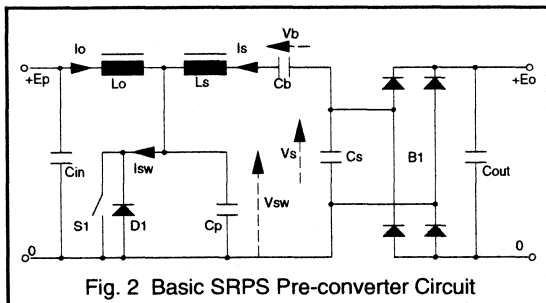 Vb
Io
Is
+Ep
Lo
Ls
Cb
+Eo
Cin
Isw
Vs
Cs
B1
Cout
S1
D1
Cp
Vsw
0
0
Fig. 2 Basic SRPS Pre-converter Circuit